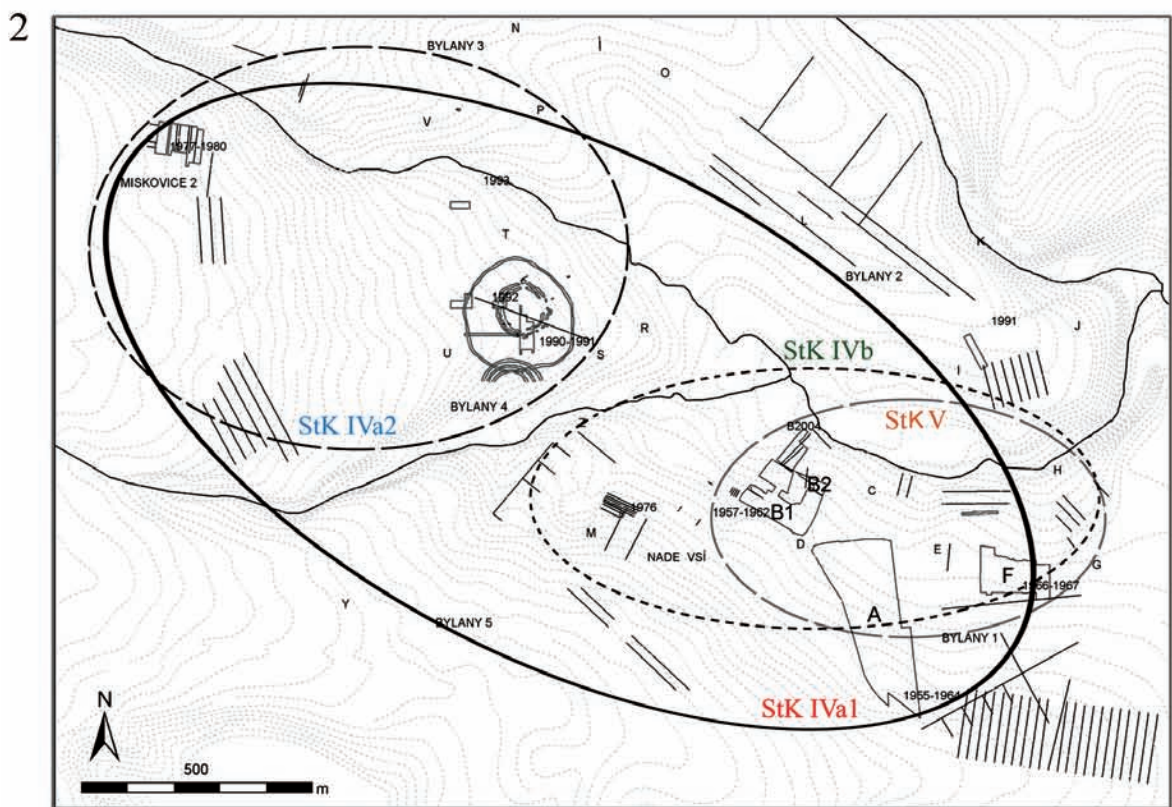 2
N
BYLANY 3
O
P
V
1977-1980
MISKOVICE 2
1993
T
L
K
BYLANY 2
1992
1990-1991
R
S
U
1991
J
I
StK IVb
BYLANY 4
StK IVa2
StK V
Z
B2004
H
B2
C
1976
1957-1962
B1
M
D
NADE VSÍ
E
G
F
1966-1967
Y
A
BYLANY 5
BYLANY 1
1955-1964
StK IVa1
N
500
m